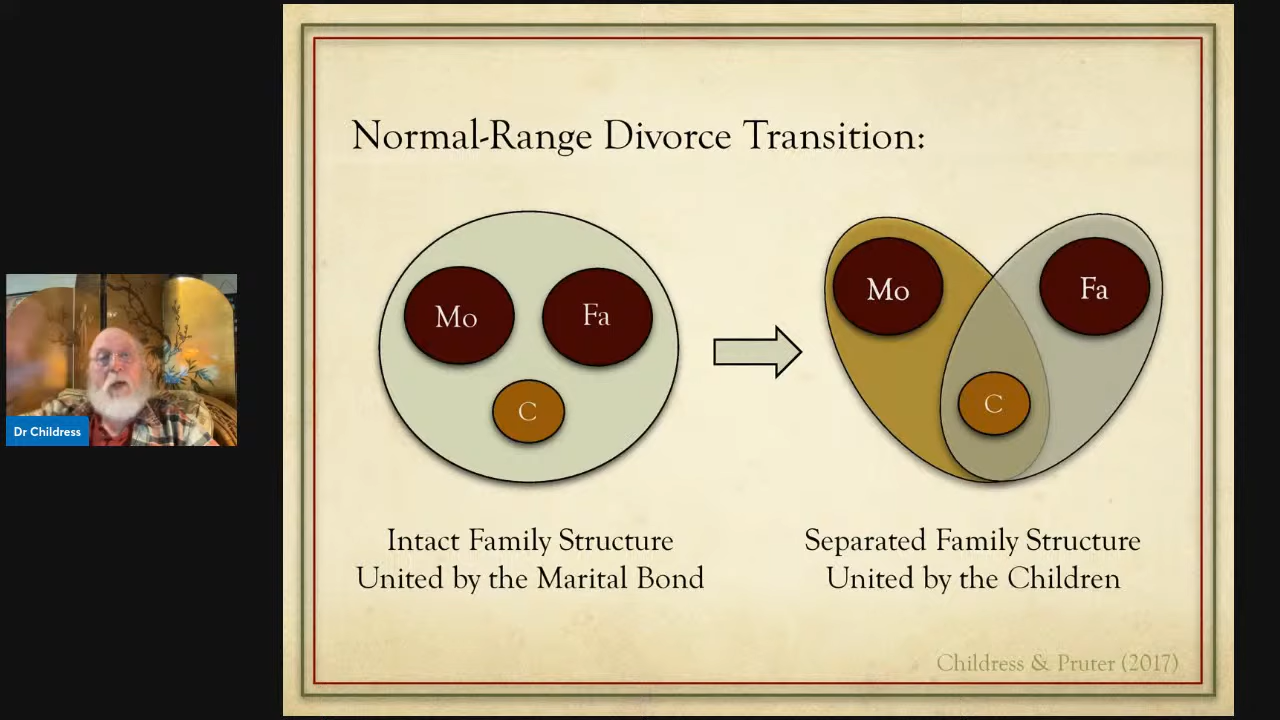 Normal-Range Divorce Transition:
Mo
Fa
C
Mo
Fa
C
Intact Family Structure
United by the Marital Bond
Separated Family Structure
United by the Children
Childress & Pruter (2017)
Dr Childress